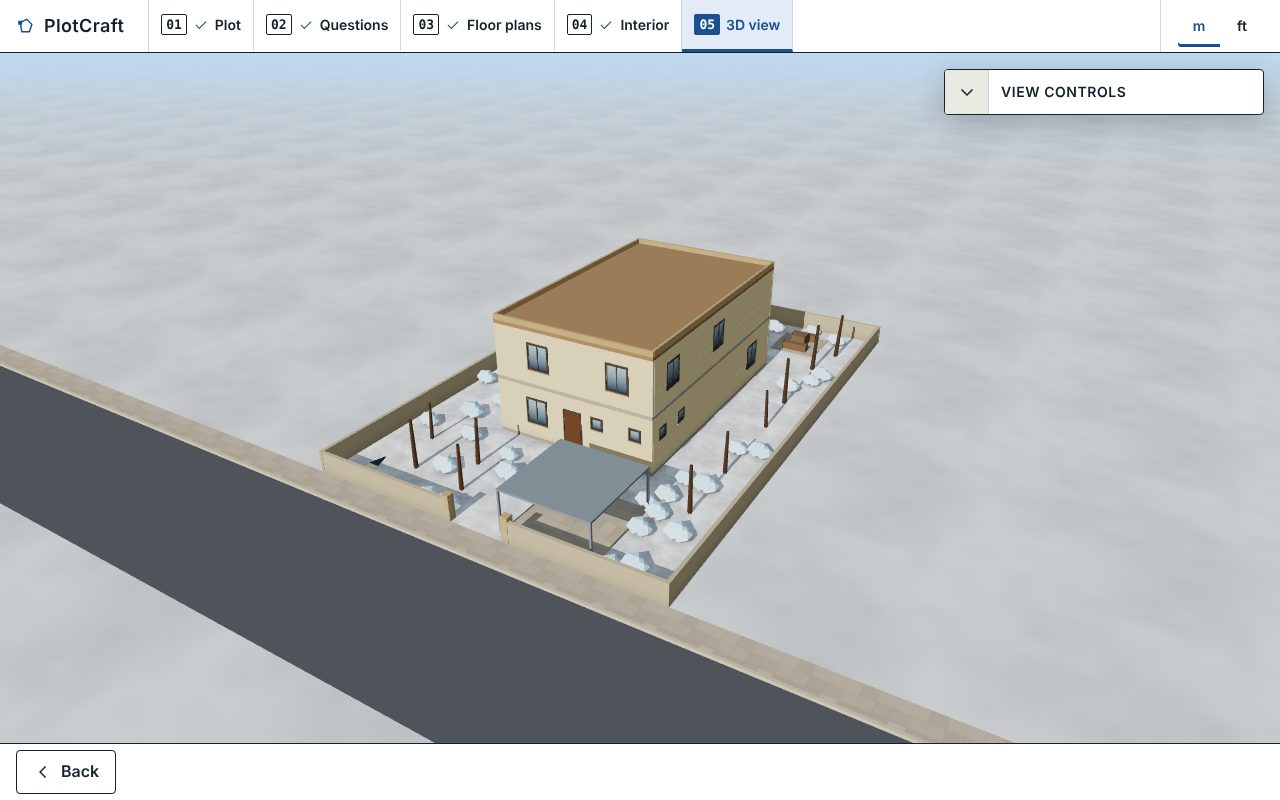 PlotCraft
01 Plot
02 Questions
03 Floor plans
04 Interior
05 3D view
m
ft
VIEW CONTROLS
Back